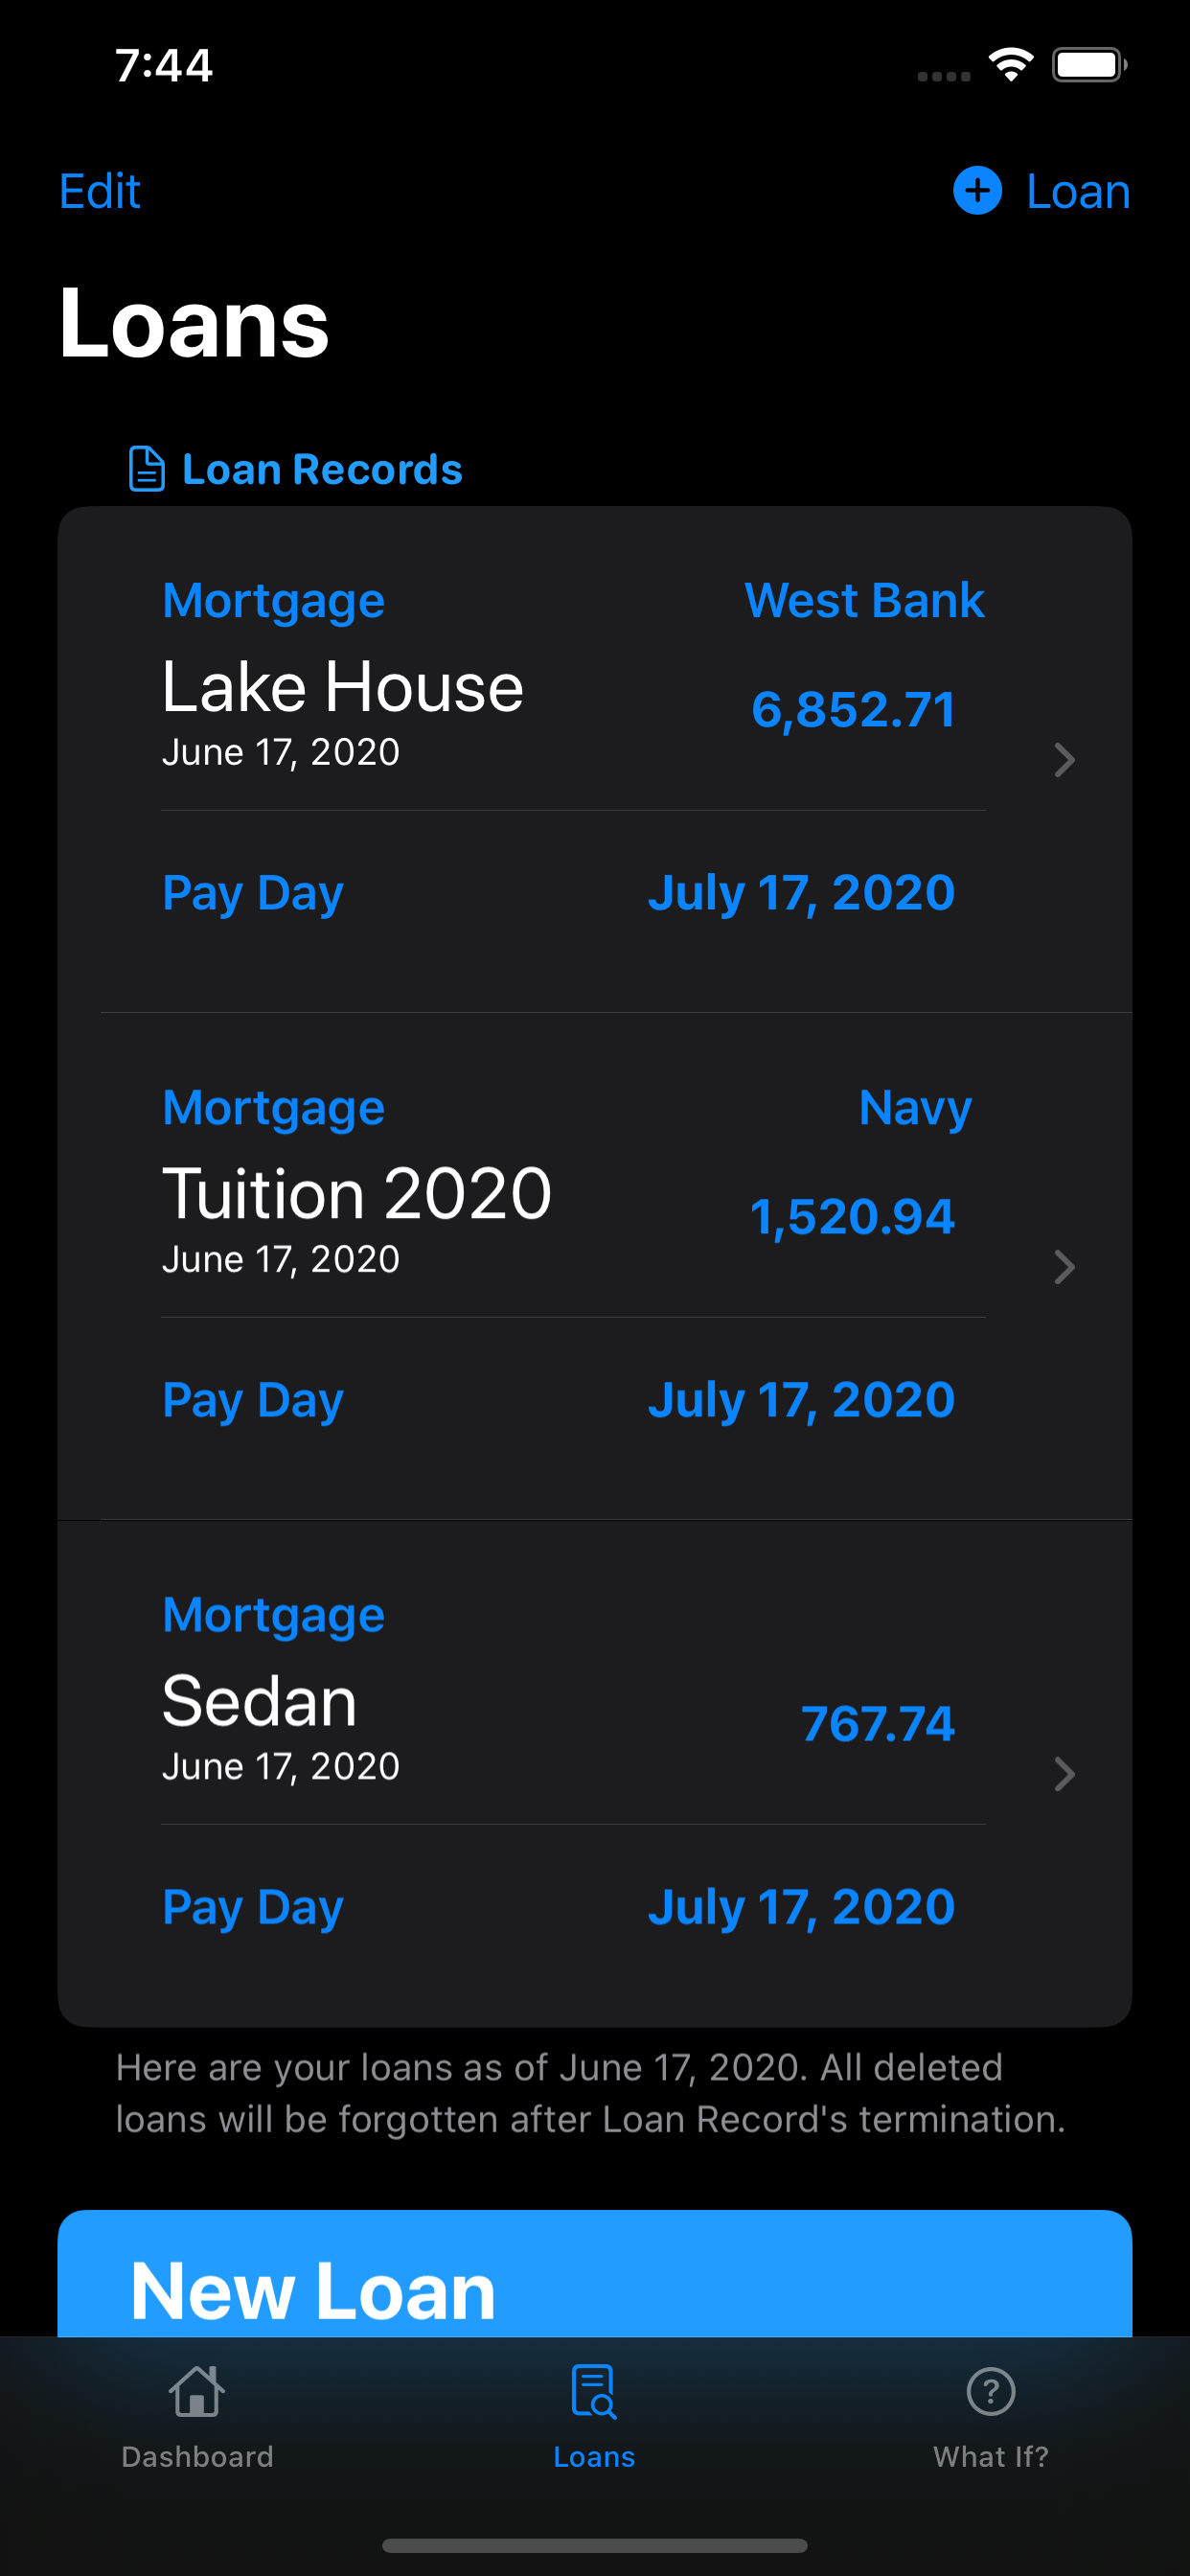 7:44
Edit
Loan
Loans
Loan Records
Mortgage West Bank
Lake House 6,852.71
June 17, 2020
Pay Day July 17, 2020
Mortgage Navy
Tuition 2020 1,520.94
June 17, 2020
Pay Day July 17, 2020
Mortgage
Sedan 767.74
June 17, 2020
Pay Day July 17, 2020
Here are your loans as of June 17, 2020. All deleted
loans will be forgotten after Loan Record's termination.
New Loan
Dashboard Loans What If?